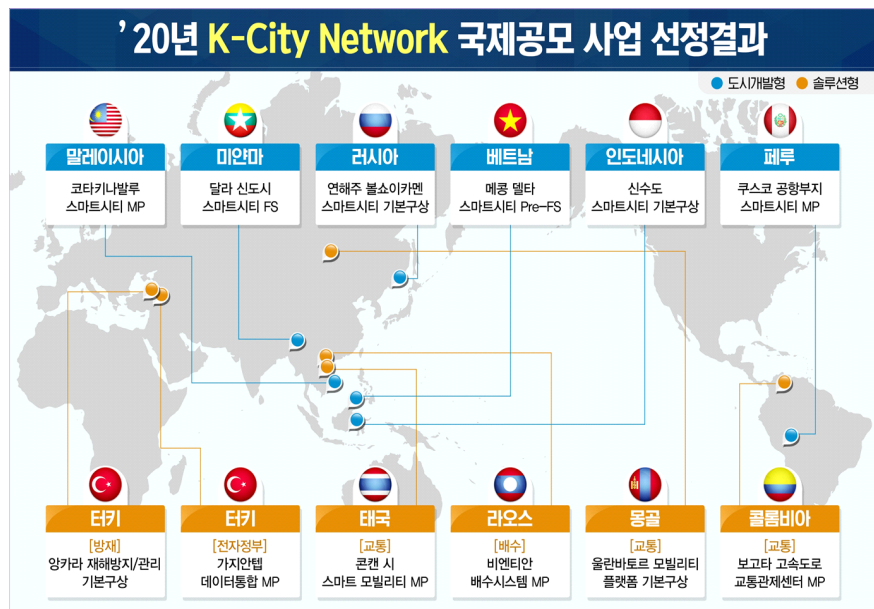 ’20년 K-City Network 국제공모 사업 선정결과
도시개발형 솔루션형
말레이시아
코타키나발루
스마트시티 MP
미얀마
달라 신도시
스마트시티 FS
러시아
연해주 볼쇼이카멘
스마트시티 기본구상
베트남
메콩 델타
스마트시티 Pre-FS
인도네시아
신수도
스마트시티 기본구상
페루
쿠스코 공항부지
스마트시티 MP
터키
[방재]
앙카라 재해방지/관리
기본구상
터키
[전자정부]
가지안텝
데이터통합 MP
태국
[교통]
콘캔 시
스마트 모빌리티 MP
라오스
[배수]
비엔티안
배수시스템 MP
몽골
[교통]
울란바토르 모빌리티
플랫폼 기본구상
콜롬비아
[교통]
보고타 고속도로
교통관제센터 MP